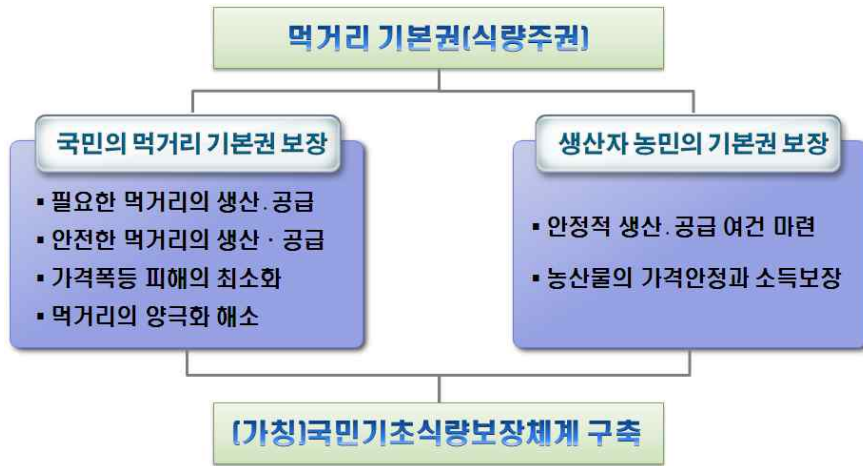 먹거리 기본권(식량주권)
국민의 먹거리 기본권 보장
▪ 필요한 먹거리의 생산.공급
▪ 안전한 먹거리의 생산 · 공급
▪ 가격폭등 피해의 최소화
▪ 먹거리의 양극화 해소
생산자 농민의 기본권 보장
▪ 안정적 생산.공급 여건 마련
▪ 농산물의 가격안정과 소득보장
(가칭)국민기초식량보장체계 구축